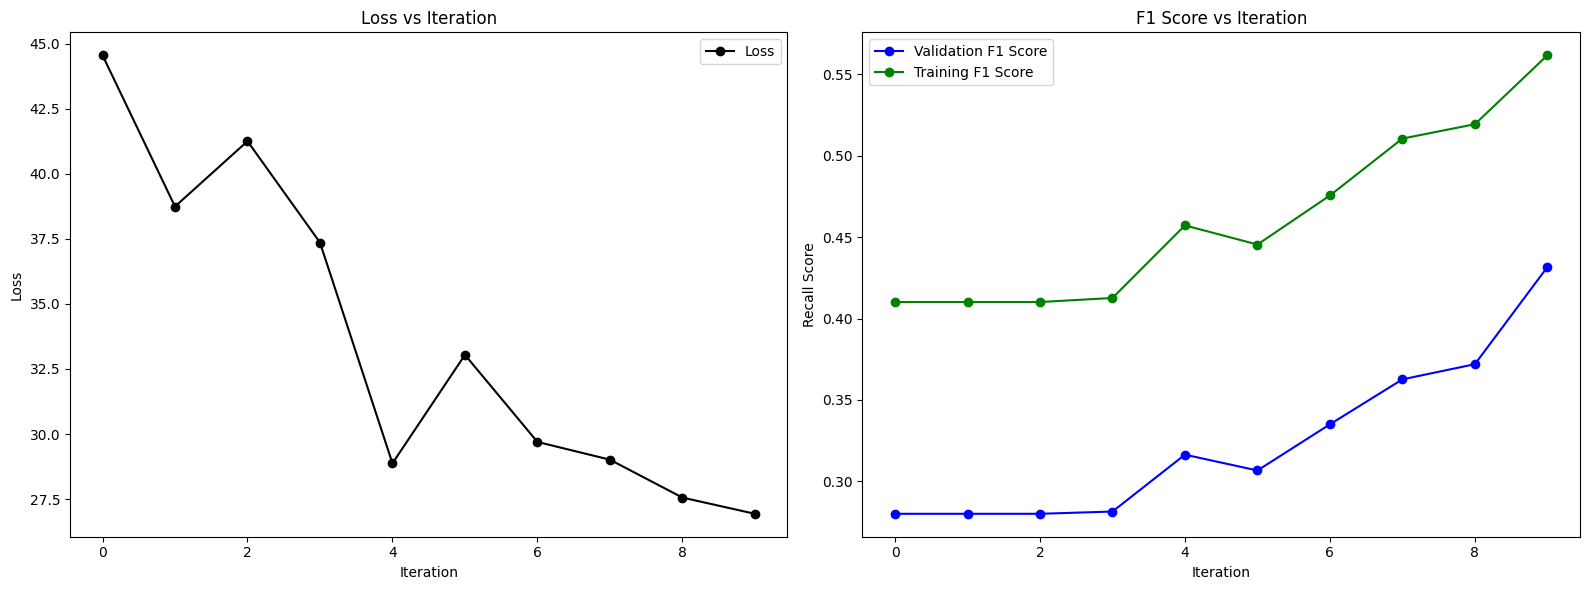 Loss vs Iteration
Loss
45.0
42.5
40.0
37.5
35.0
32.5
30.0
27.5
Loss
0 2 4 6 8
Iteration
F1 Score vs Iteration
Validation F1 Score
Training F1 Score
0.55
0.50
0.45
0.40
0.35
0.30
Recall Score
0 2 4 6 8
Iteration